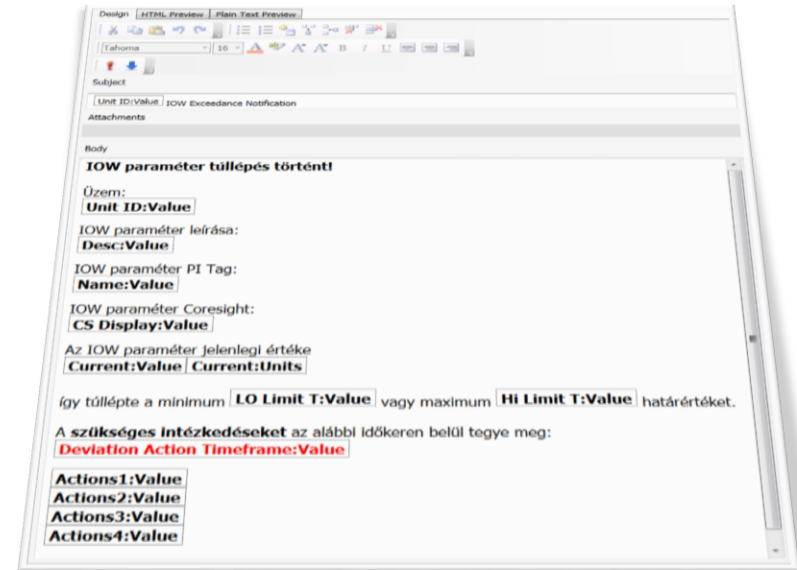 Design HTML Preview Plain Text Preview
Tahoma 16 A A A B I U
Subject
Unit ID:Value IOW Exceedance Notification
Attachments
Body
IOW paraméter túllépés történt!
Üzem:
Unit ID:Value
IOW paraméter leírása:
Desc:Value
IOW paraméter PI Tag:
Name:Value
IOW paraméter Coresight:
CS Display:Value
Az IOW paraméter jelenlegi értéke
Current:Value Current:Units
így túllépte a minimum LO Limit T:Value vagy maximum Hi Limit T:Value határértéket.
A szükséges intézkedéseket az alábbi időkeren belül tegye meg:
Deviation Action Timeframe:Value
Actions1:Value
Actions2:Value
Actions3:Value
Actions4:Value